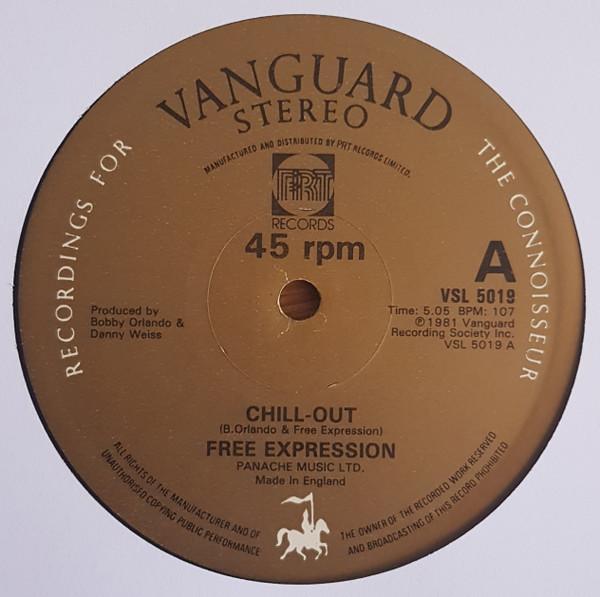 VANGUARD
STEREO
RECORDINGS FOR THE CONNOISSEUR
MANUFACTURED AND DISTRIBUTED BY PRT RECORDS LIMITED.
PRT
RECORDS
45 rpm
A
VSL 5019
Time: 5.05 BPM: 107
℗1981 Vanguard
Recording Society Inc.
VSL 5019 A
Produced by
Bobby Orlando &
Danny Weiss
CHILL-OUT
(B.Orlando & Free Expression)
FREE EXPRESSION
PANACHE MUSIC LTD.
Made In England
ALL RIGHTS OF THE MANUFACTURER AND OF THE OWNER OF THE RECORDED WORK RESERVED
UNAUTHORISED COPYING PUBLIC PERFORMANCE AND BROADCASTING OF THIS RECORD PROHIBITED